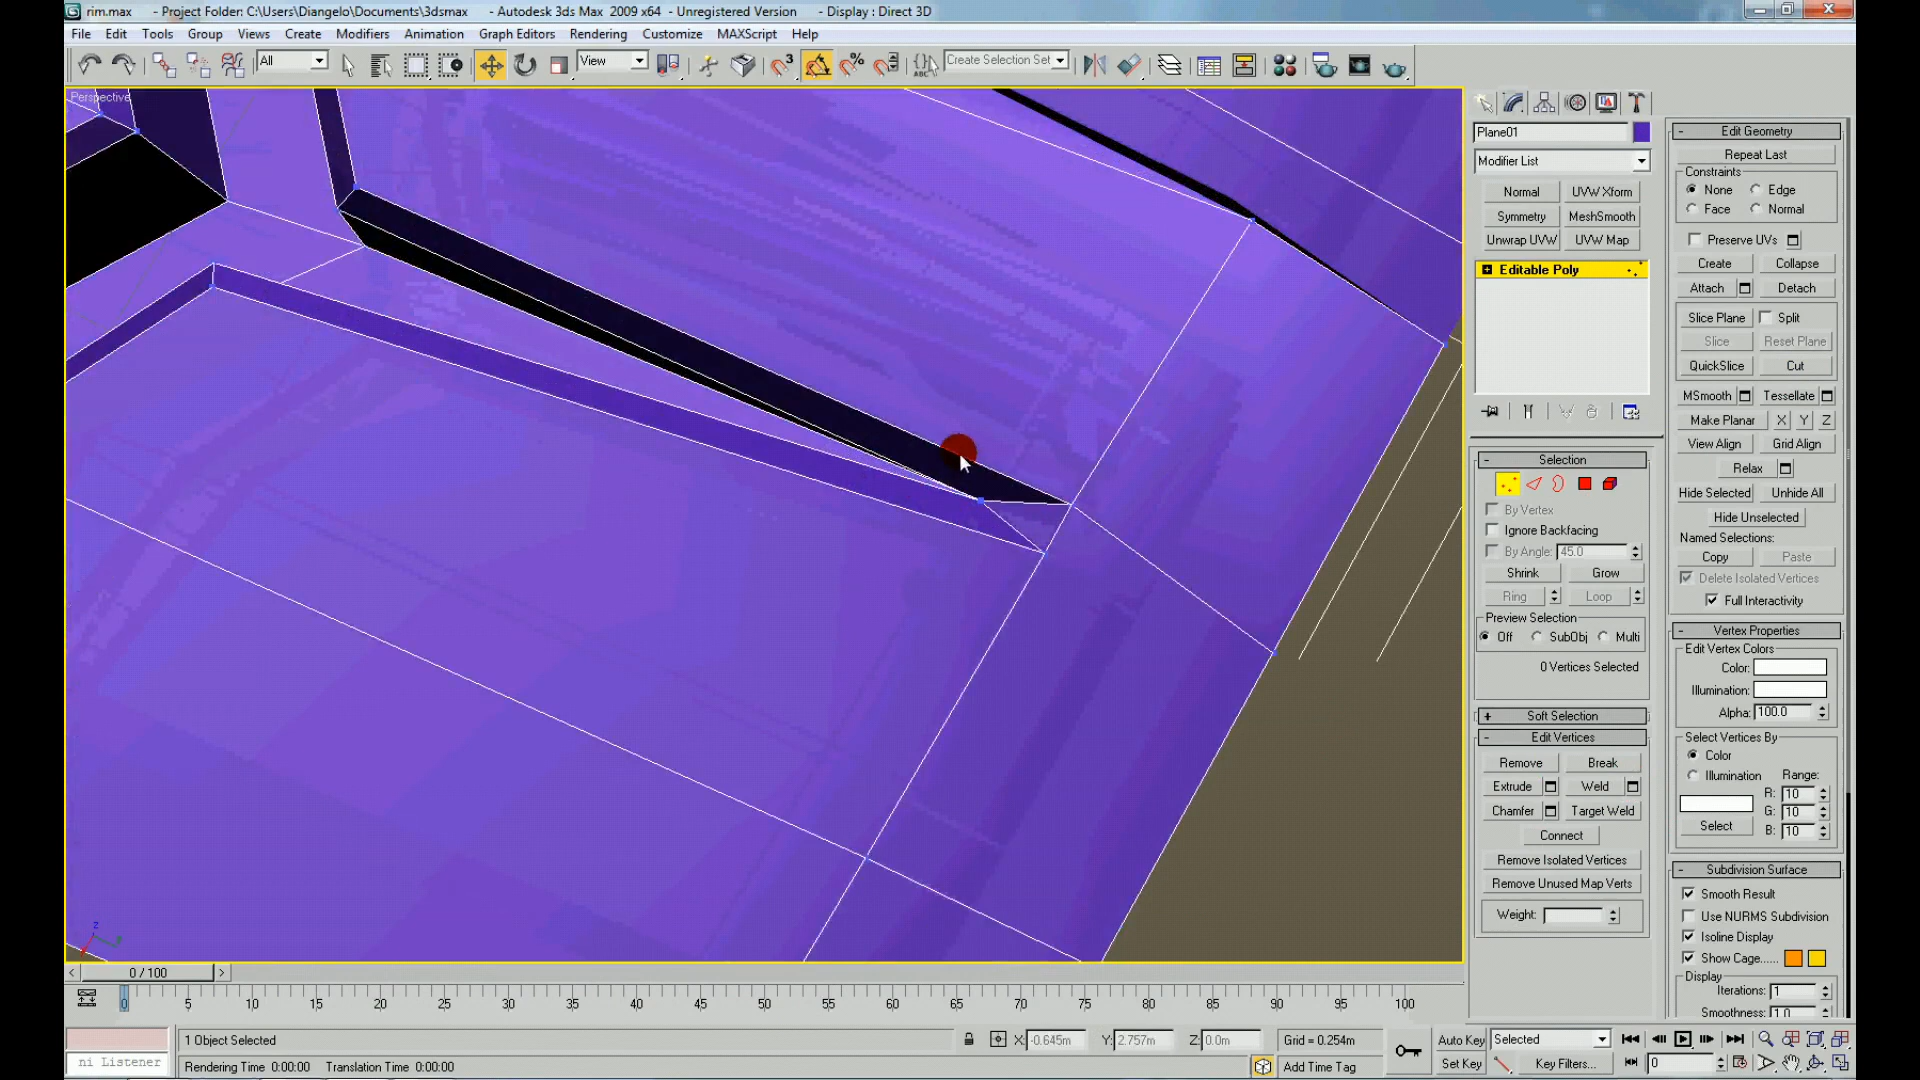 rim.max - Project Folder: C:\Users\Diangelo\Documents\3dsmax - Autodesk 3ds Max 2009 x64 - Unregistered Version - Display : Direct 3D
File Edit Tools Group Views Create Modifiers Animation Graph Editors Rendering Customize MAXScript Help
All View 3 % ABC Create Selection Set
Perspective
Plane01
Modifier List
Normal UVW Xform
Symmetry MeshSmooth
Unwrap UVW UVW Map
Editable Poly
- Selection
By Vertex
Ignore Backfacing
By Angle: 45.0
Shrink Grow
Ring Loop
Preview Selection
Off SubObj Multi
0 Vertices Selected
+ Soft Selection
- Edit Vertices
Remove Break
Extrude Weld
Chamfer Target Weld
Connect
Remove Isolated Vertices
Remove Unused Map Verts
Weight:
- Edit Geometry
Repeat Last
Constraints
None Edge
Face Normal
Preserve UVs
Create Collapse
Attach Detach
Slice Plane Split
Slice Reset Plane
QuickSlice Cut
MSmooth Tessellate
Make Planar X Y Z
View Align Grid Align
Relax
Hide Selected Unhide All
Hide Unselected
Named Selections:
Copy Paste
Delete Isolated Vertices
Full Interactivity
- Vertex Properties
Edit Vertex Colors
Color:
Illumination:
Alpha: 100.0
Select Vertices By
Color
Illumination Range:
R: 10
G: 10
Select B: 10
- Subdivision Surface
Smooth Result
Use NURMS Subdivision
Isoline Display
Show Cage......
Display
Iterations: 1
Smoothness: 1.0
z
< 0 / 100 >
0 5 10 15 20 25 30 35 40 45 50 55 60 65 70 75 80 85 90 95 100
1 Object Selected X: -0.645m Y: 2.757m Z: 0.0m Grid = 0.254m Auto Key Selected
ni Listener Rendering Time 0:00:00 Translation Time 0:00:00 Add Time Tag Set Key Key Filters... 0